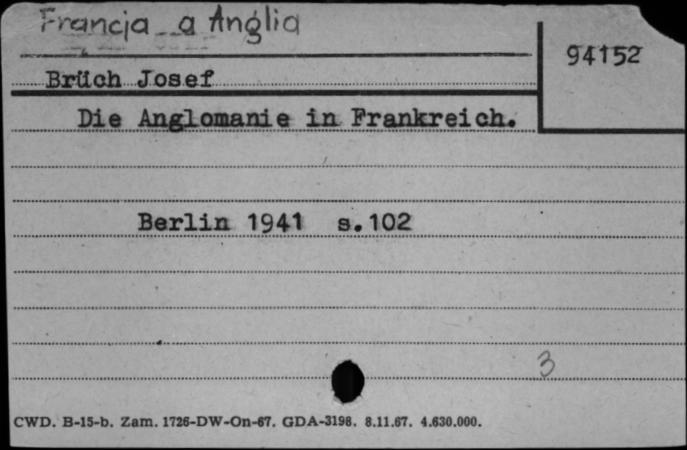 Francja a Anglia
94152
Brüch Josef
Die Anglomanie in Frankreich.
Berlin 1941 s.102
3
CWD. B-15-b. Zam. 1726-DW-On-67. GDA-3198. 8.11.67. 4.630.000.